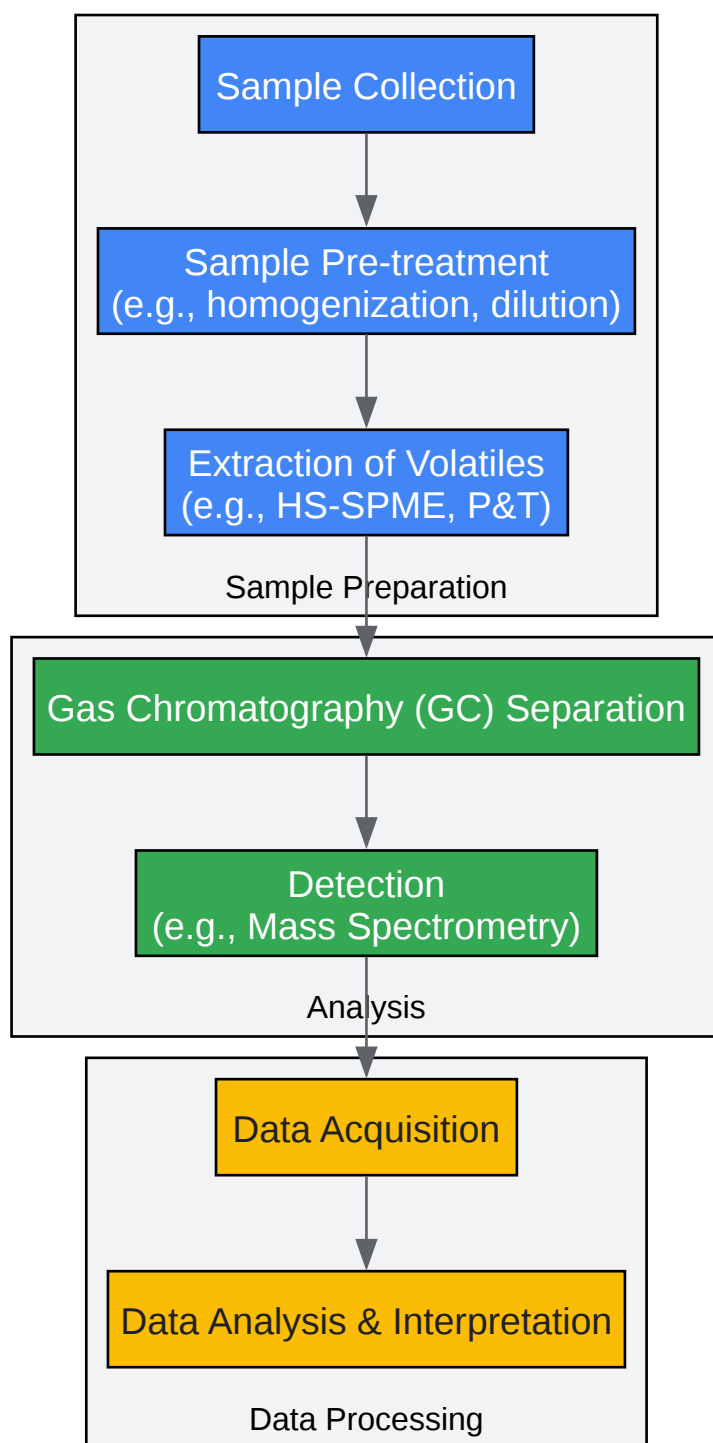 Sample Collection
Sample Pre-treatment
(e.g., homogenization, dilution)
Extraction of Volatiles
(e.g., HS-SPME, P&T)
Sample Preparation
Gas Chromatography (GC) Separation
Detection
(e.g., Mass Spectrometry)
Analysis
Data Acquisition
Data Analysis & Interpretation
Data Processing